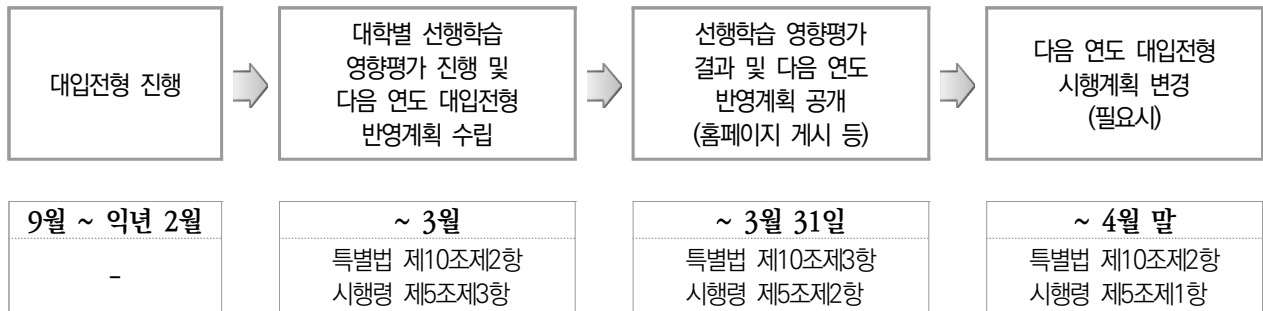 대입전형 진행
대학별 선행학습
영향평가 진행 및
다음 연도 대입전형
반영계획 수립
선행학습 영향평가
결과 및 다음 연도
반영계획 공개
(홈페이지 게시 등)
다음 연도 대입전형
시행계획 변경
(필요시)
9월 ~ 익년 2월
-
~ 3월
특별법 제10조제2항
시행령 제5조제3항
~ 3월 31일
특별법 제10조제3항
시행령 제5조제2항
~ 4월 말
특별법 제10조제2항
시행령 제5조제1항